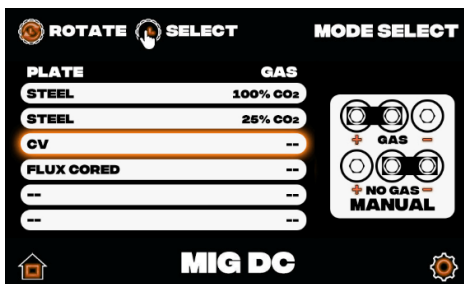 ROTATE SELECT MODE SELECT
PLATE GAS
STEEL 100% CO2
STEEL 25% CO2
CV --
FLUX CORED --
-- --
-- --
+ GAS -
+ NO GAS -
MANUAL
MIG DC